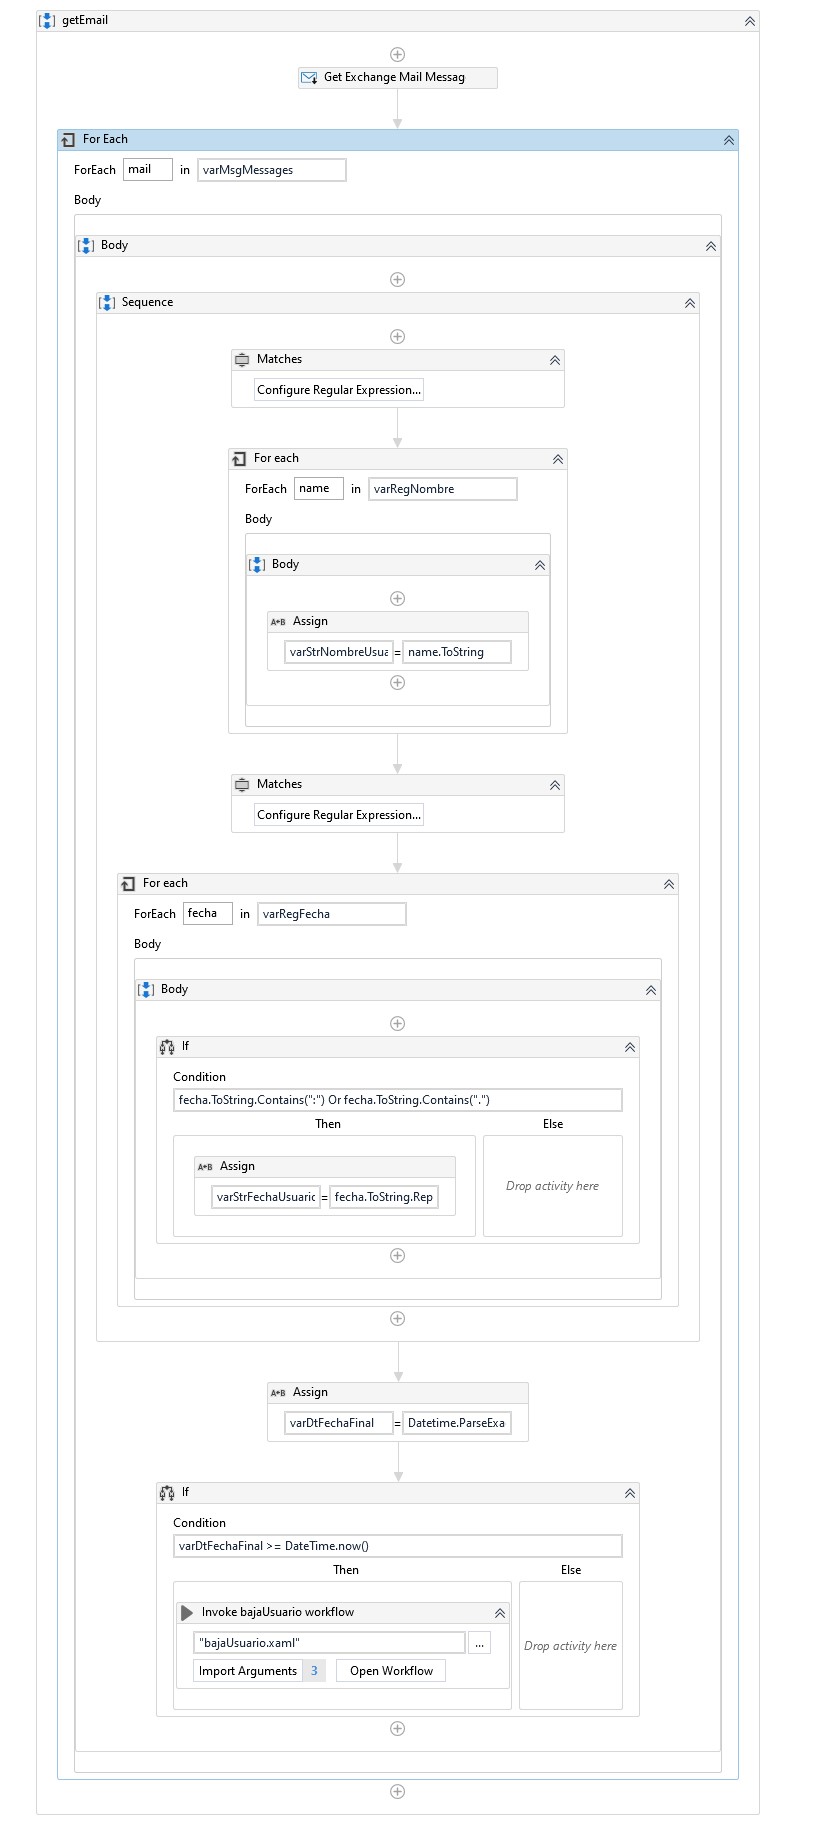 getEmail
Get Exchange Mail Messag
For Each
ForEach mail in varMsgMessages
Body
Body
Sequence
Matches
Configure Regular Expression...
For each
ForEach name in varRegNombre
Body
Body
A+B Assign
varStrNombreUsua = name.ToString
Matches
Configure Regular Expression...
For each
ForEach fecha in varRegFecha
Body
Body
If
Condition
fecha.ToString.Contains(":") Or fecha.ToString.Contains(".")
Then Else
A+B Assign
varStrFechaUsuario = fecha.ToString.Rep
Drop activity here
A+B Assign
varDtFechaFinal = Datetime.ParseExa
If
Condition
varDtFechaFinal >= DateTime.now()
Then Else
Invoke bajaUsuario workflow
"bajaUsuario.xaml" ...
Import Arguments 3 Open Workflow
Drop activity here